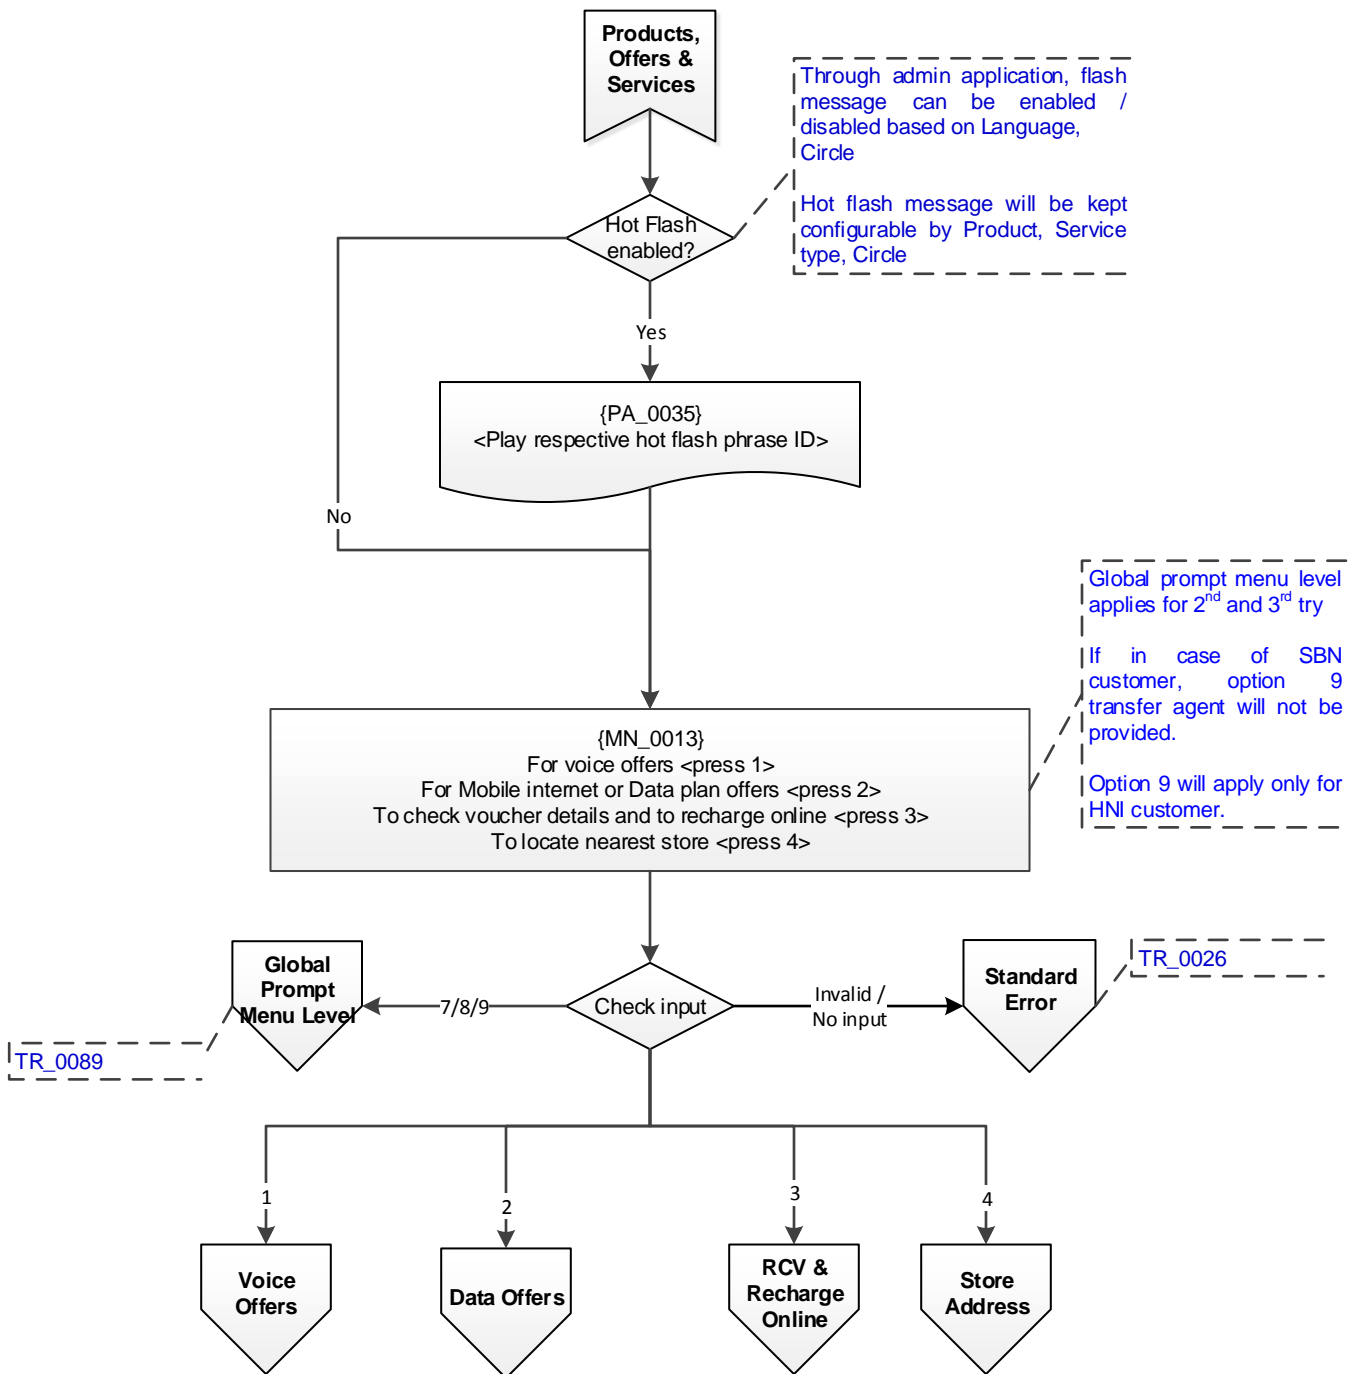 Products,
Offers &
Services
Through admin application, flash
message can be enabled /
disabled based on Language,
Circle
Hot flash message will be kept
configurable by Product, Service
type, Circle
Hot Flash
enabled?
Yes
{PA_0035}
<Play respective hot flash phrase ID>
No
Global prompt menu level
applies for 2nd and 3rd try
If in case of SBN
customer, option 9
transfer agent will not be
provided.
Option 9 will apply only for
HNI customer.
{MN_0013}
For voice offers <press 1>
For Mobile internet or Data plan offers <press 2>
To check voucher details and to recharge online <press 3>
To locate nearest store <press 4>
Global
Prompt
Menu Level
7/8/9
Check input
Invalid /
No input
Standard
Error
TR_0026
TR_0089
1
2
3
4
Voice
Offers
Data Offers
RCV &
Recharge
Online
Store
Address